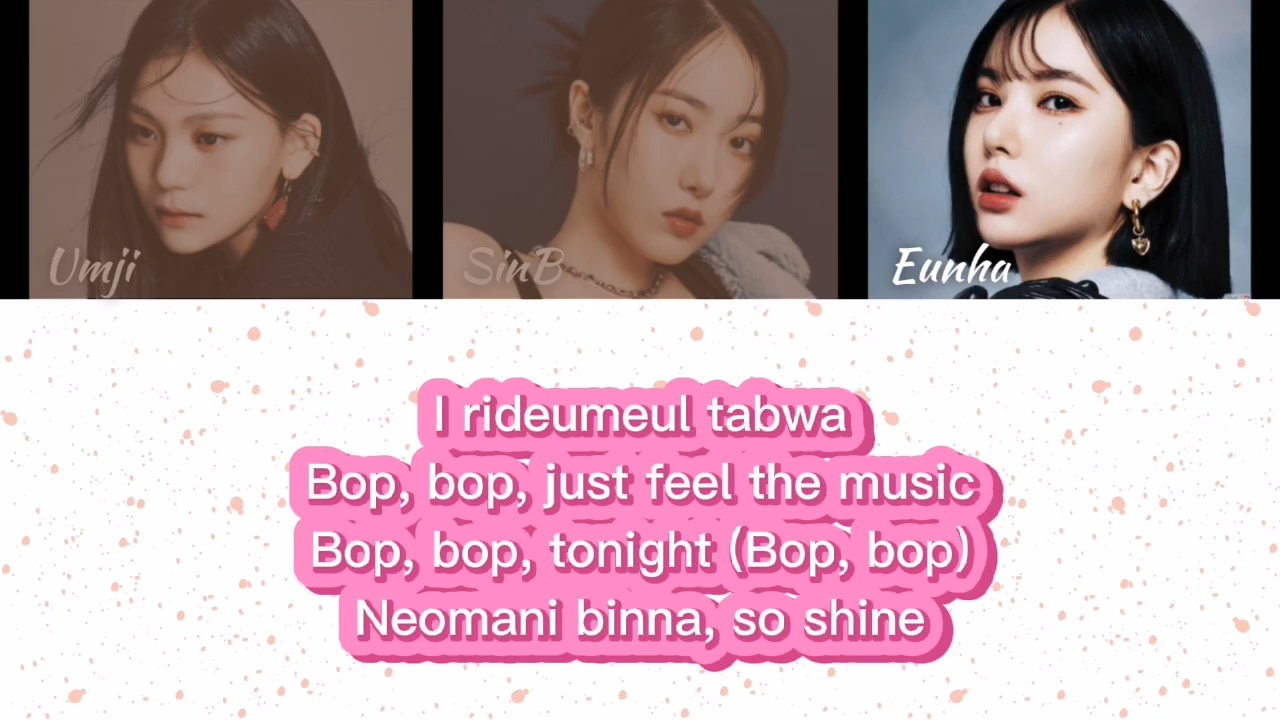 Umji
SinB
Eunha
I rideumeul tabwa
Bop, bop, just feel the music
Bop, bop, tonight (Bop, bop)
Neomani binna, so shine